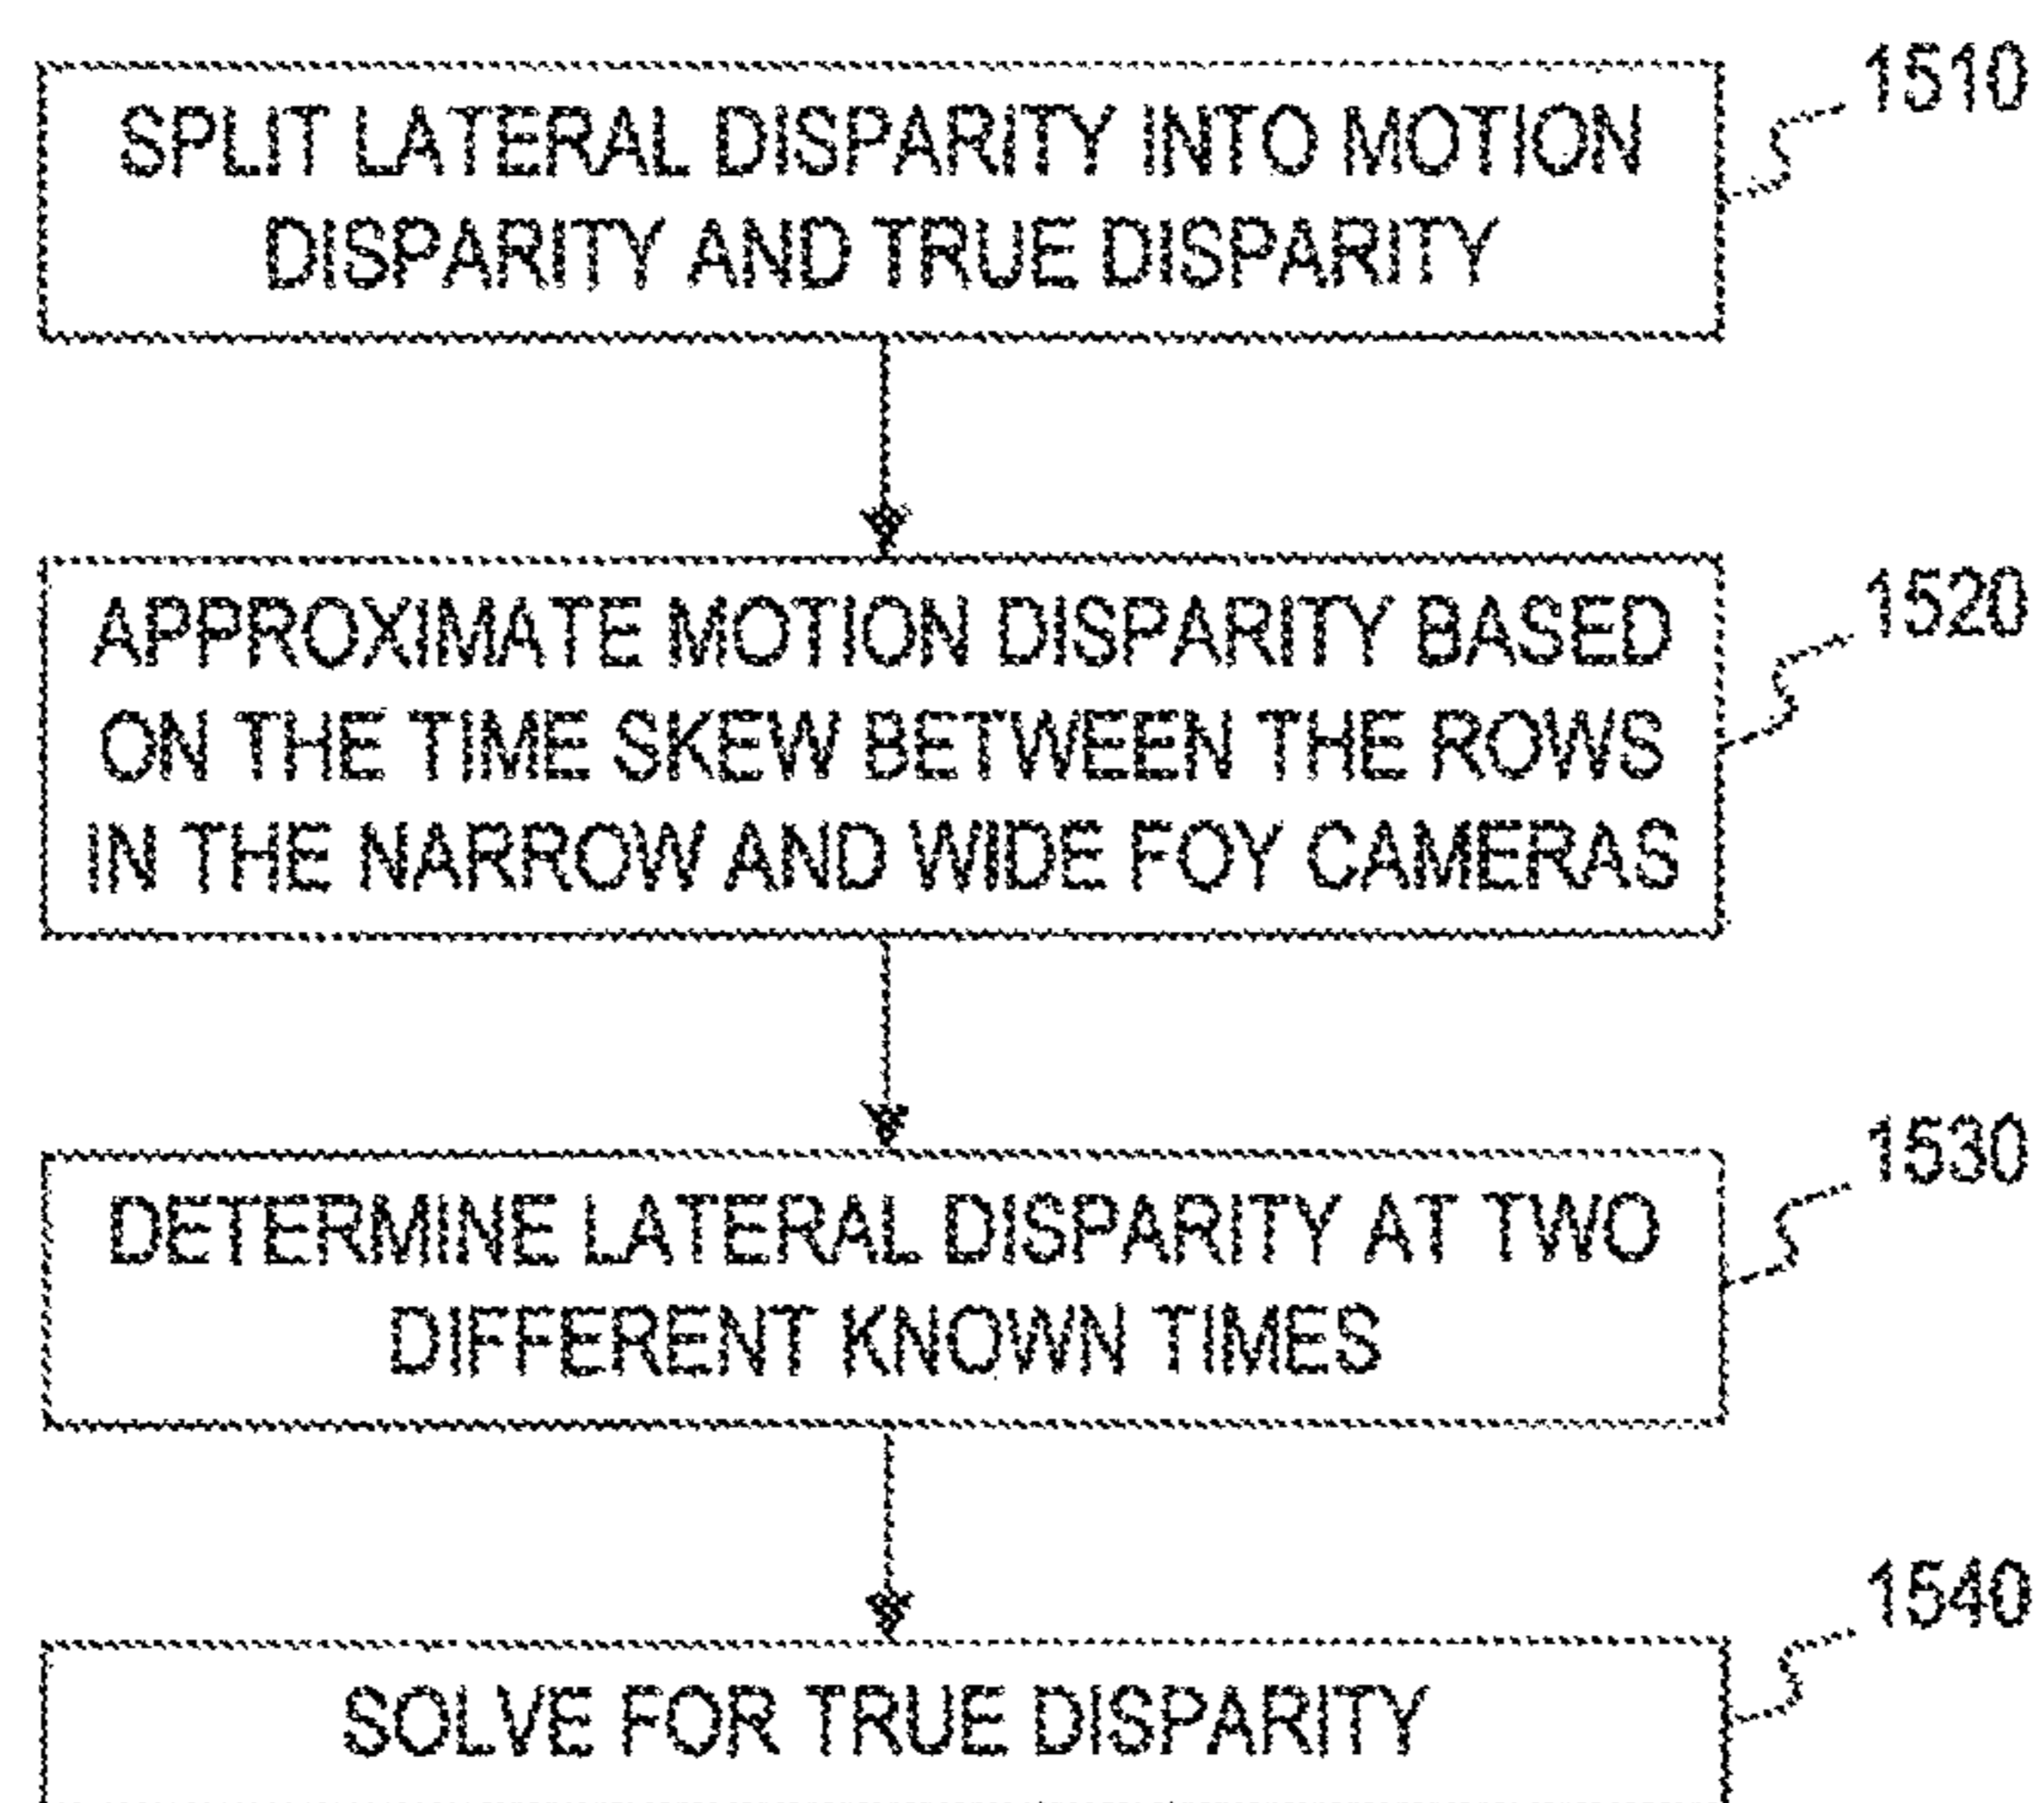 1510
SPLIT LATERAL DISPARITY INTO MOTION
DISPARITY AND TRUE DISPARITY
1520
APPROXIMATE MOTION DISPARITY BASED
ON THE TIME SKEW BETWEEN THE ROWS
IN THE NARROW AND WIDE FOY CAMERAS
1530
DETERMINE LATERAL DISPARITY AT TWO
DIFFERENT KNOWN TIMES
1540
SOLVE FOR TRUE DISPARITY